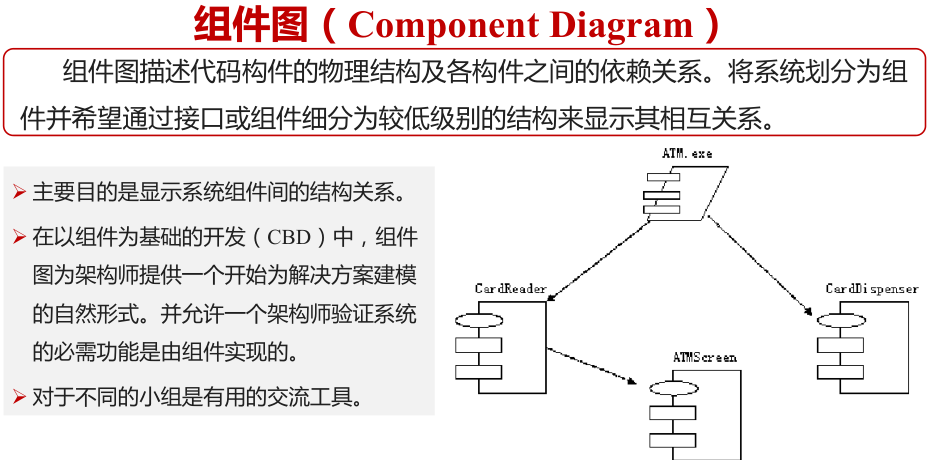 组件图（Component Diagram）
组件图描述代码构件的物理结构及各构件之间的依赖关系。将系统划分为组
件并希望通过接口或组件细分为较低级别的结构来显示其相互关系。
主要目的是显示系统组件间的结构关系。
在以组件为基础的开发（CBD）中，组件
图为架构师提供一个开始为解决方案建模
的自然形式。并允许一个架构师验证系统
的必需功能是由组件实现的。
对于不同的小组是有用的交流工具。
ATM.exe
CardReader
CardDispenser
ATMScreen